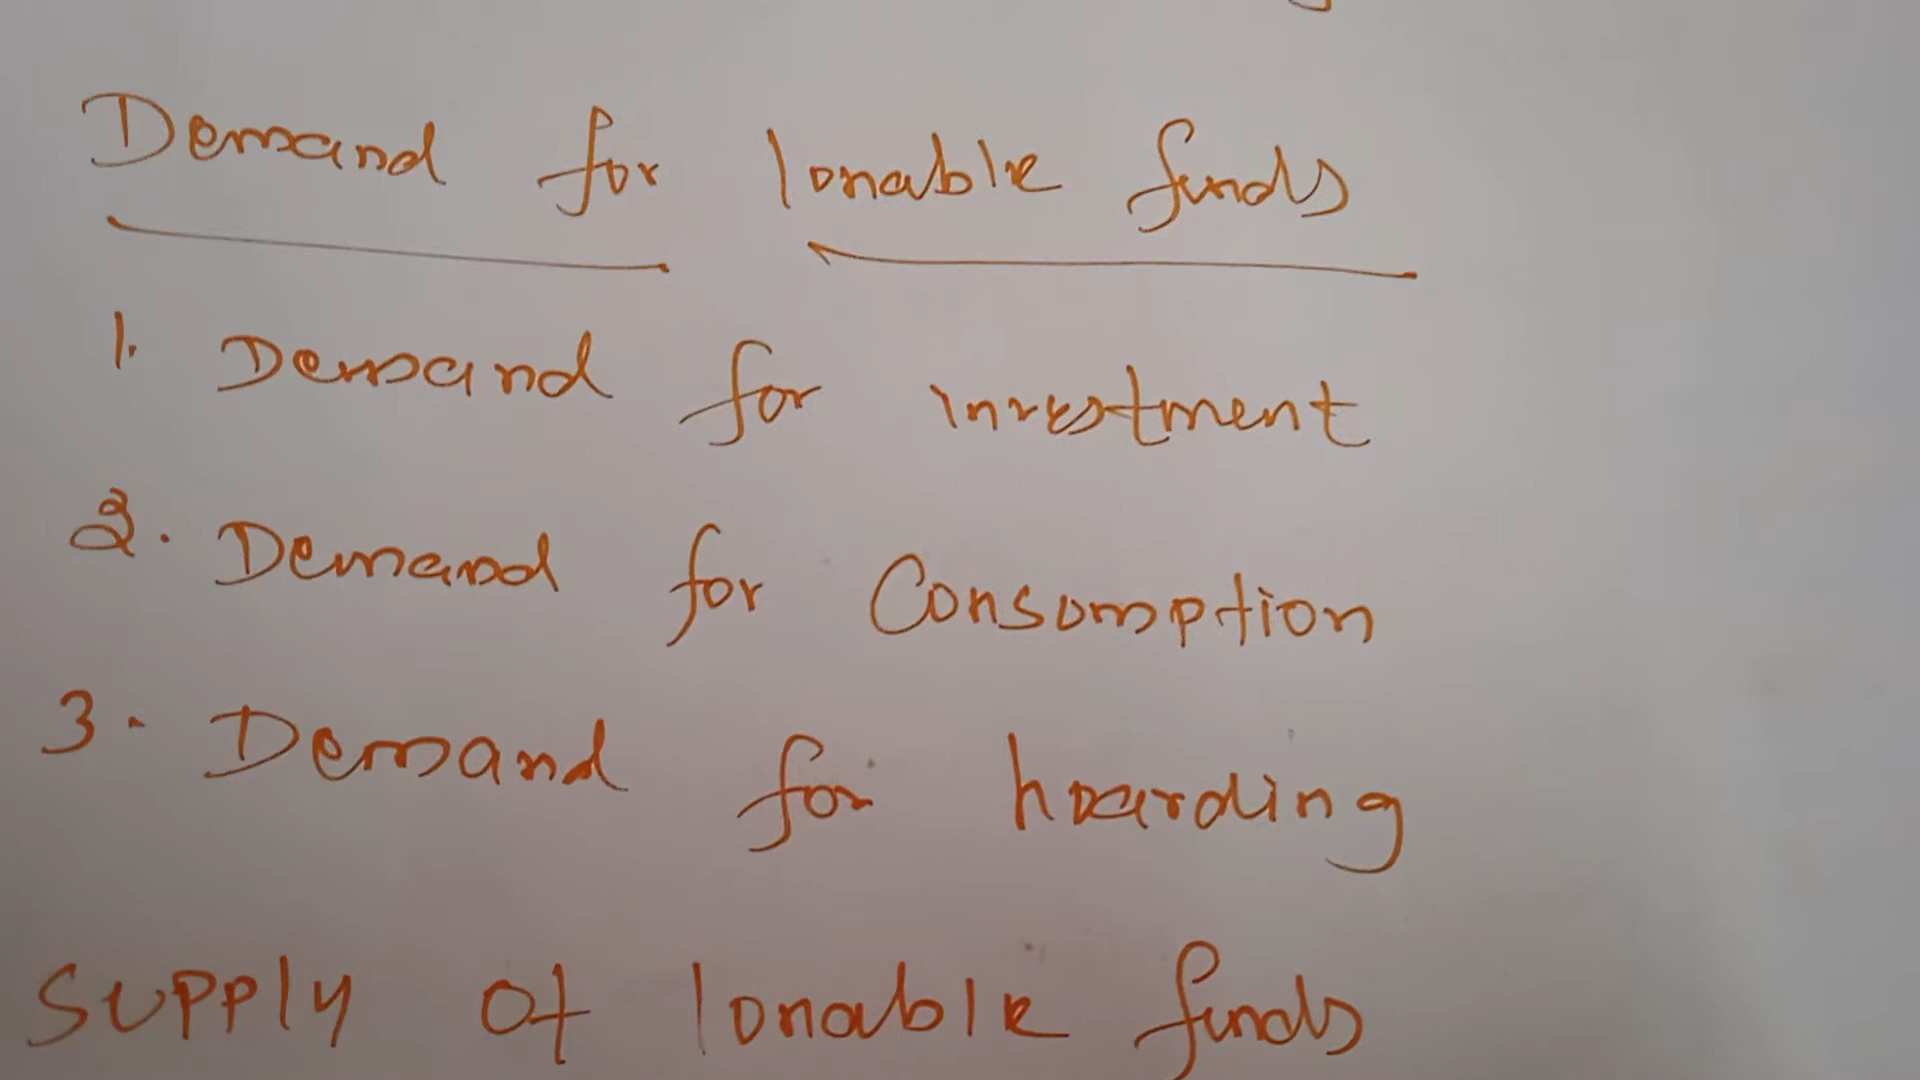 Demand for lonable funds
1. Demand for investment
2. Demand for Consomption
3. Demand for hoarding
Supply of lonable funds